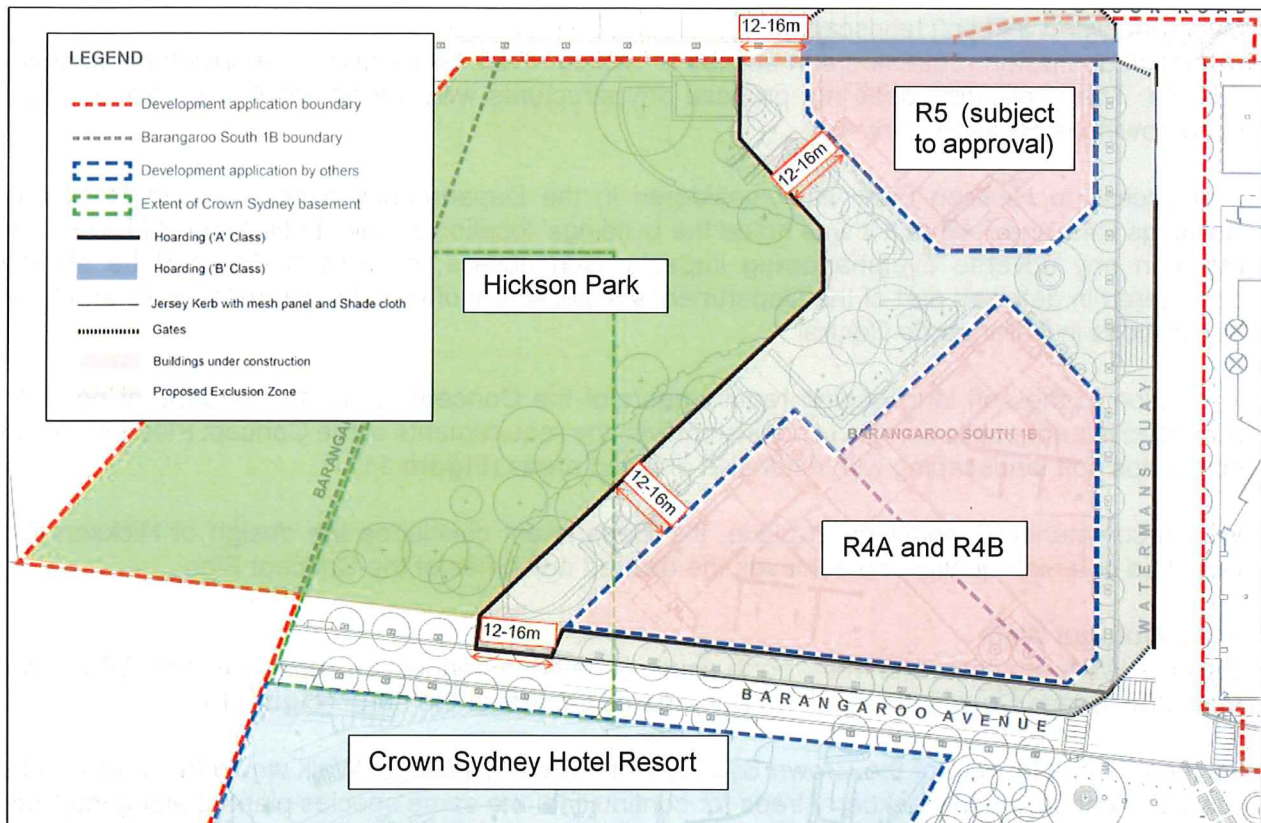 12-16m
LEGEND
Development application boundary
Barangaroo South 1B boundary
Development application by others
Extent of Crown Sydney basement
Hoarding ('A' Class)
Hoarding ('B' Class)
Jersey Kerb with mesh panel and Shade cloth
Gates
Buildings under construction
Proposed Exclusion Zone
R5 (subject
to approval)
12-16m
Hickson Park
WATERMANS QUAY
BARANGAROO SOUTH 1B
12-16m
R4A and R4B
12-16m
BARANGAROO AVENUE
Crown Sydney Hotel Resort